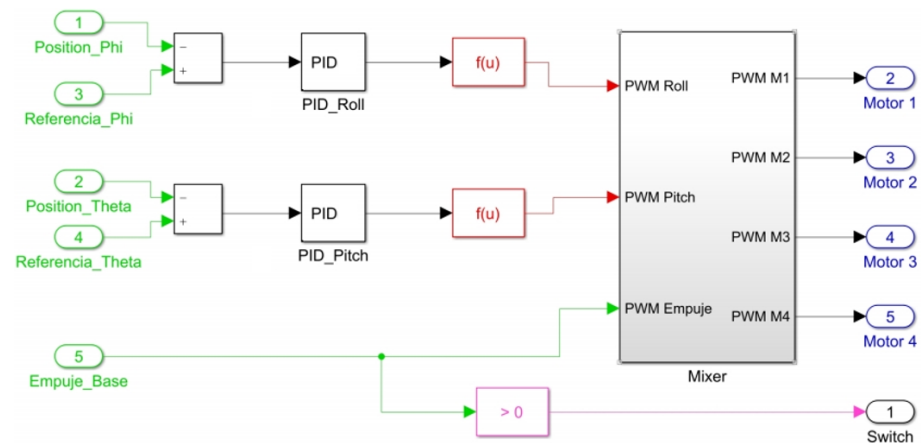 1
Position_Phi
3
Referencia_Phi
−
+
PID
PID_Roll
f(u)
2
Position_Theta
4
Referencia_Theta
−
+
PID
PID_Pitch
f(u)
5
Empuje_Base
> 0
PWM Roll
PWM Pitch
PWM Empuje
PWM M1
PWM M2
PWM M3
PWM M4
Mixer
2
Motor 1
3
Motor 2
4
Motor 3
5
Motor 4
1
Switch